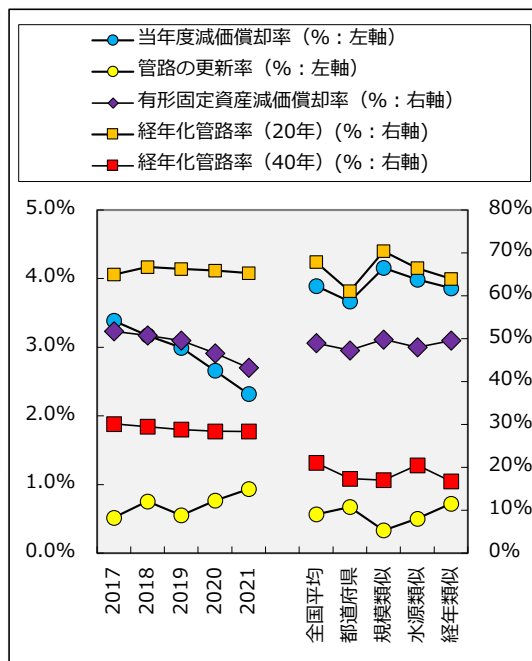 当年度減価償却率（%：左軸）
管路の更新率（%：左軸）
有形固定資産減価償却率（%：右軸）
経年化管路率（20年）(%：右軸)
経年化管路率（40年）(%：右軸)
5.0%
4.0%
3.0%
2.0%
1.0%
0.0%
80%
70%
60%
50%
40%
30%
20%
10%
0%
2017
2018
2019
2020
2021
全国平均
都道府県
規模類似
水源類似
経年類似